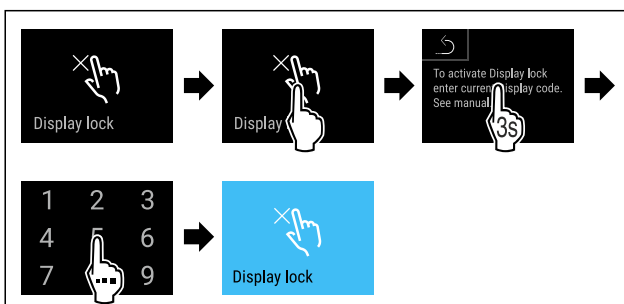 Display lock
Display
To activate Display lock
enter current display code.
See manual.
3s
1 2 3
4 5 6
7 9
Display lock